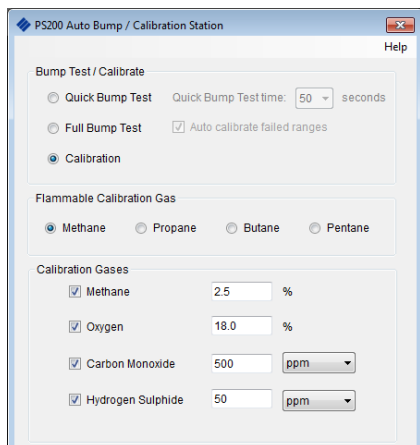 PS200 Auto Bump / Calibration Station
Help
Bump Test / Calibrate
Quick Bump Test Quick Bump Test time: 50 seconds
Full Bump Test Auto calibrate failed ranges
Calibration
Flammable Calibration Gas
Methane Propane Butane Pentane
Calibration Gases
Methane 2.5 %
Oxygen 18.0 %
Carbon Monoxide 500 ppm
Hydrogen Sulphide 50 ppm